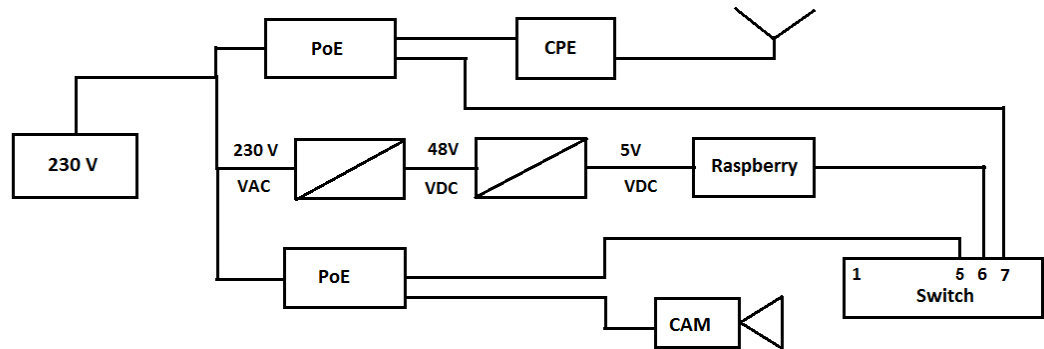 PoE
CPE
230 V
230 V
VAC
48V
VDC
5V
VDC
Raspberry
PoE
CAM
1 5 6 7
Switch